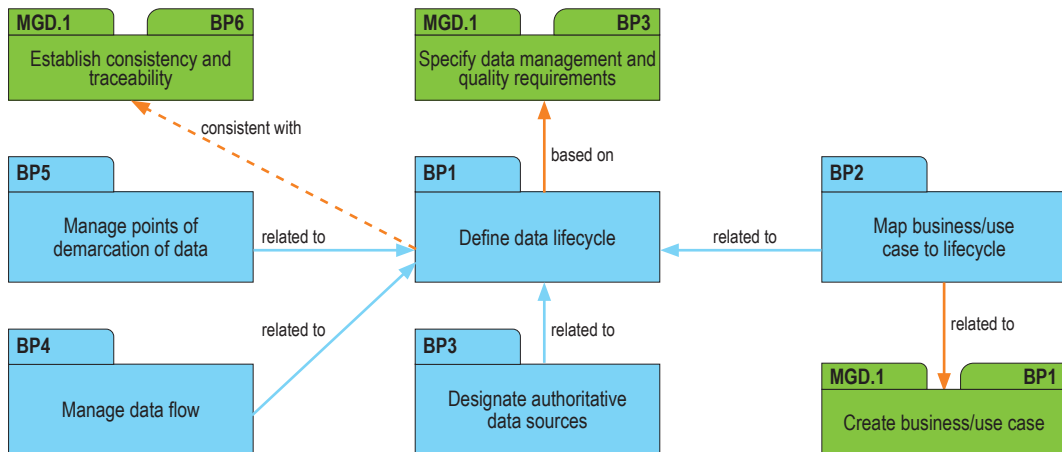 MGD.1 BP6
Establish consistency and
traceability
MGD.1 BP3
Specify data management and
quality requirements
consistent with
based on
BP5
Manage points of
demarcation of data
related to
BP1
Define data lifecycle
related to
BP2
Map business/use
case to lifecycle
related to
related to
related to
BP4
Manage data flow
BP3
Designate authoritative
data sources
MGD.1 BP1
Create business/use case